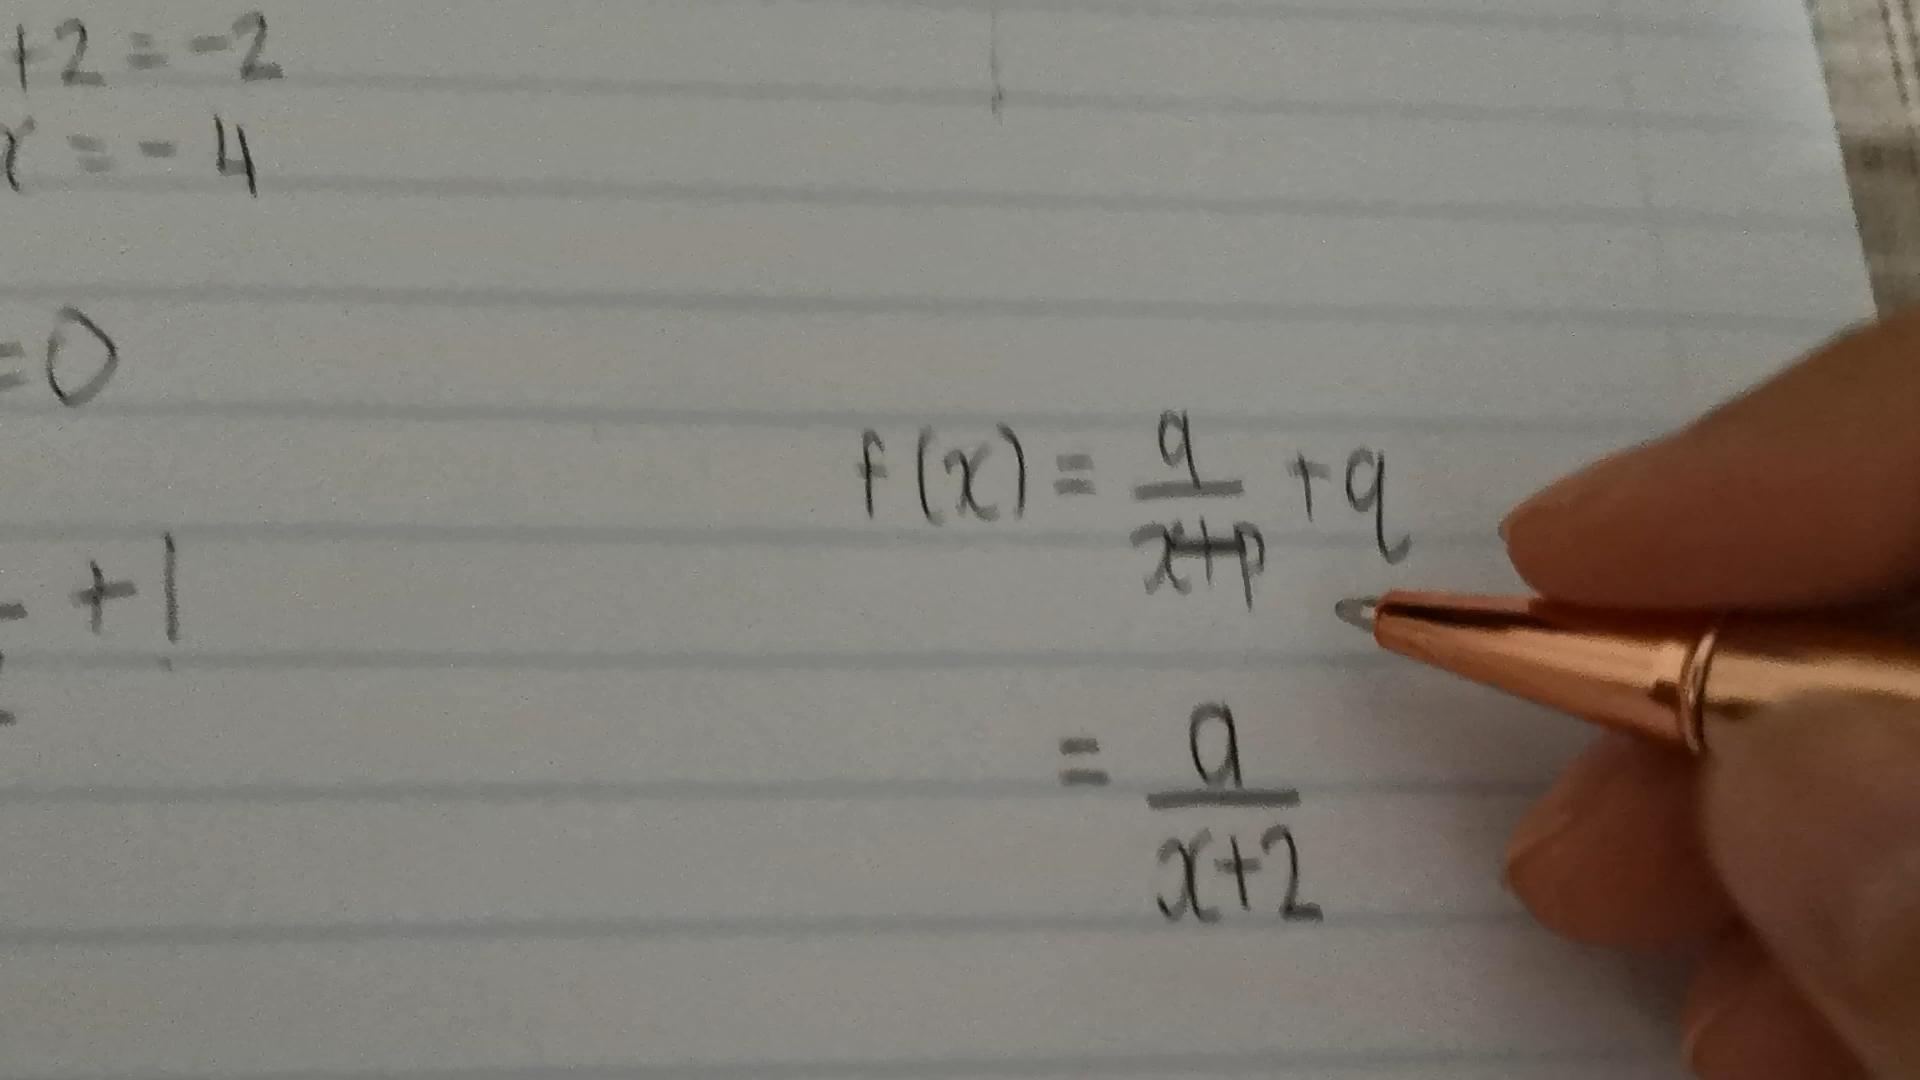 +2 = -2
x = - 4
= 0
- +1
f(x) = a/x+p + q
= a/x+2